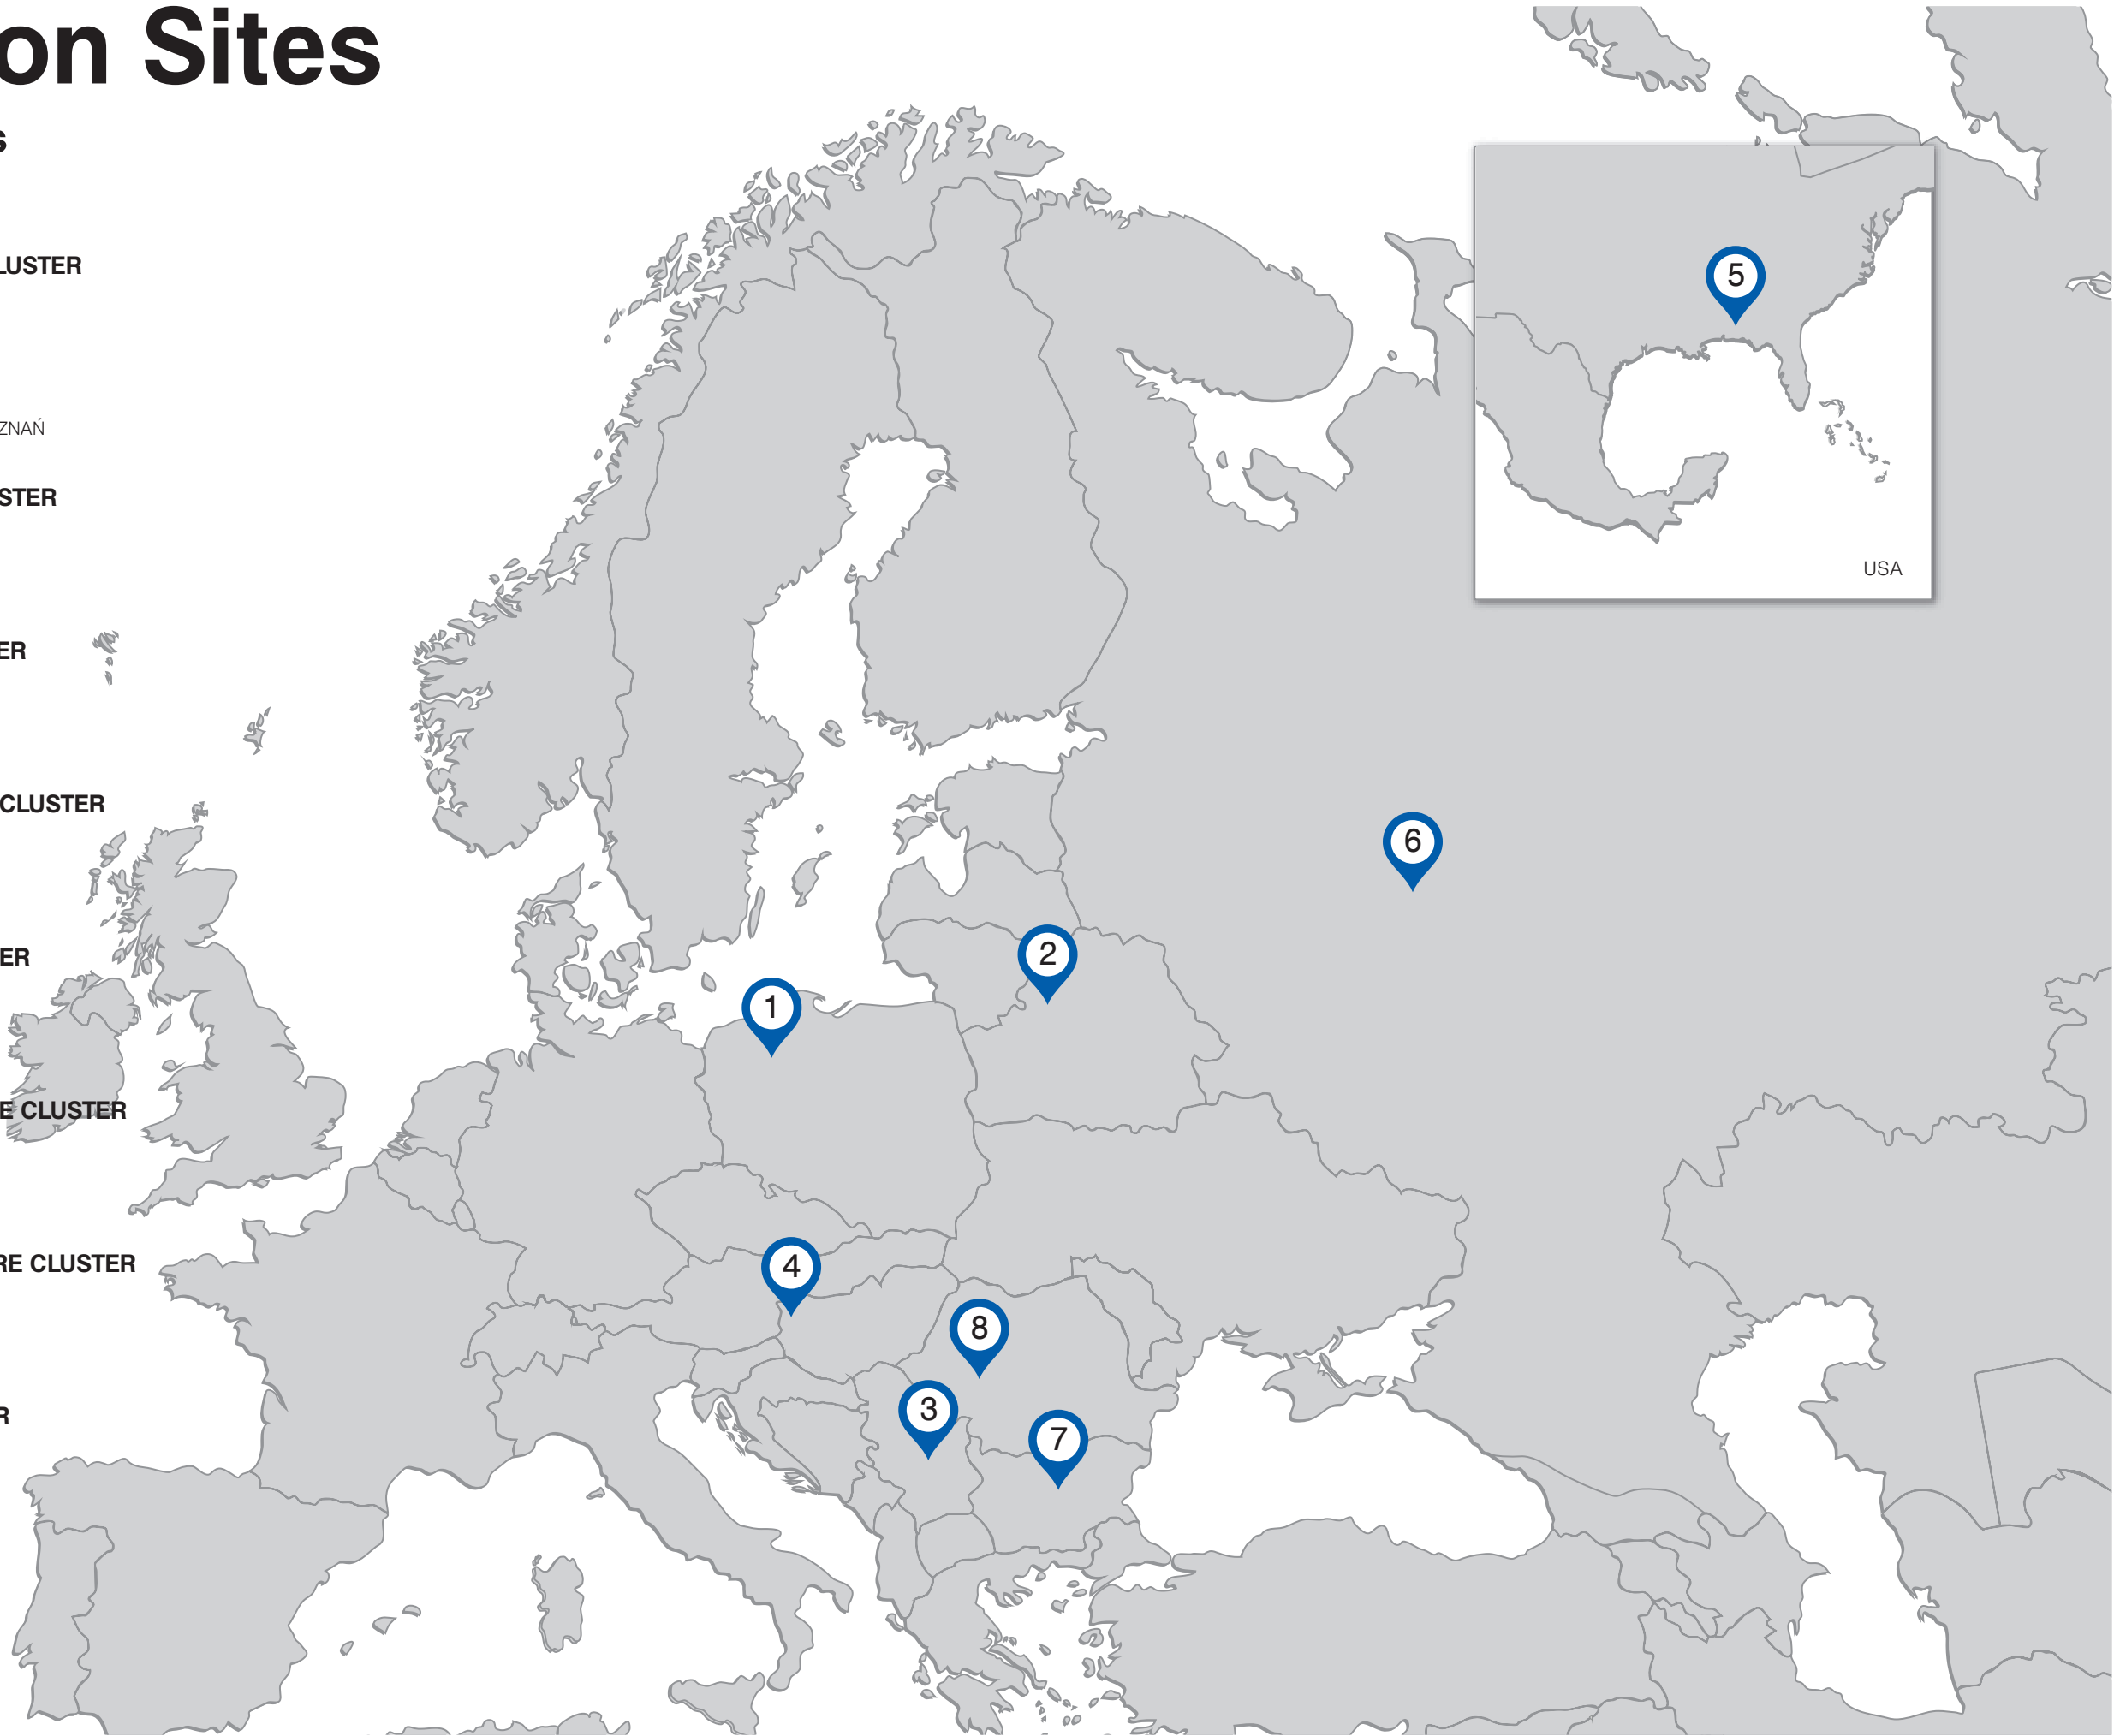 on Sites
s
LUSTER
ZNAŃ
STER
ER
CLUSTER
ER
E CLUSTER
RE CLUSTER
R
5
USA
6
2
1
4
8
3
7